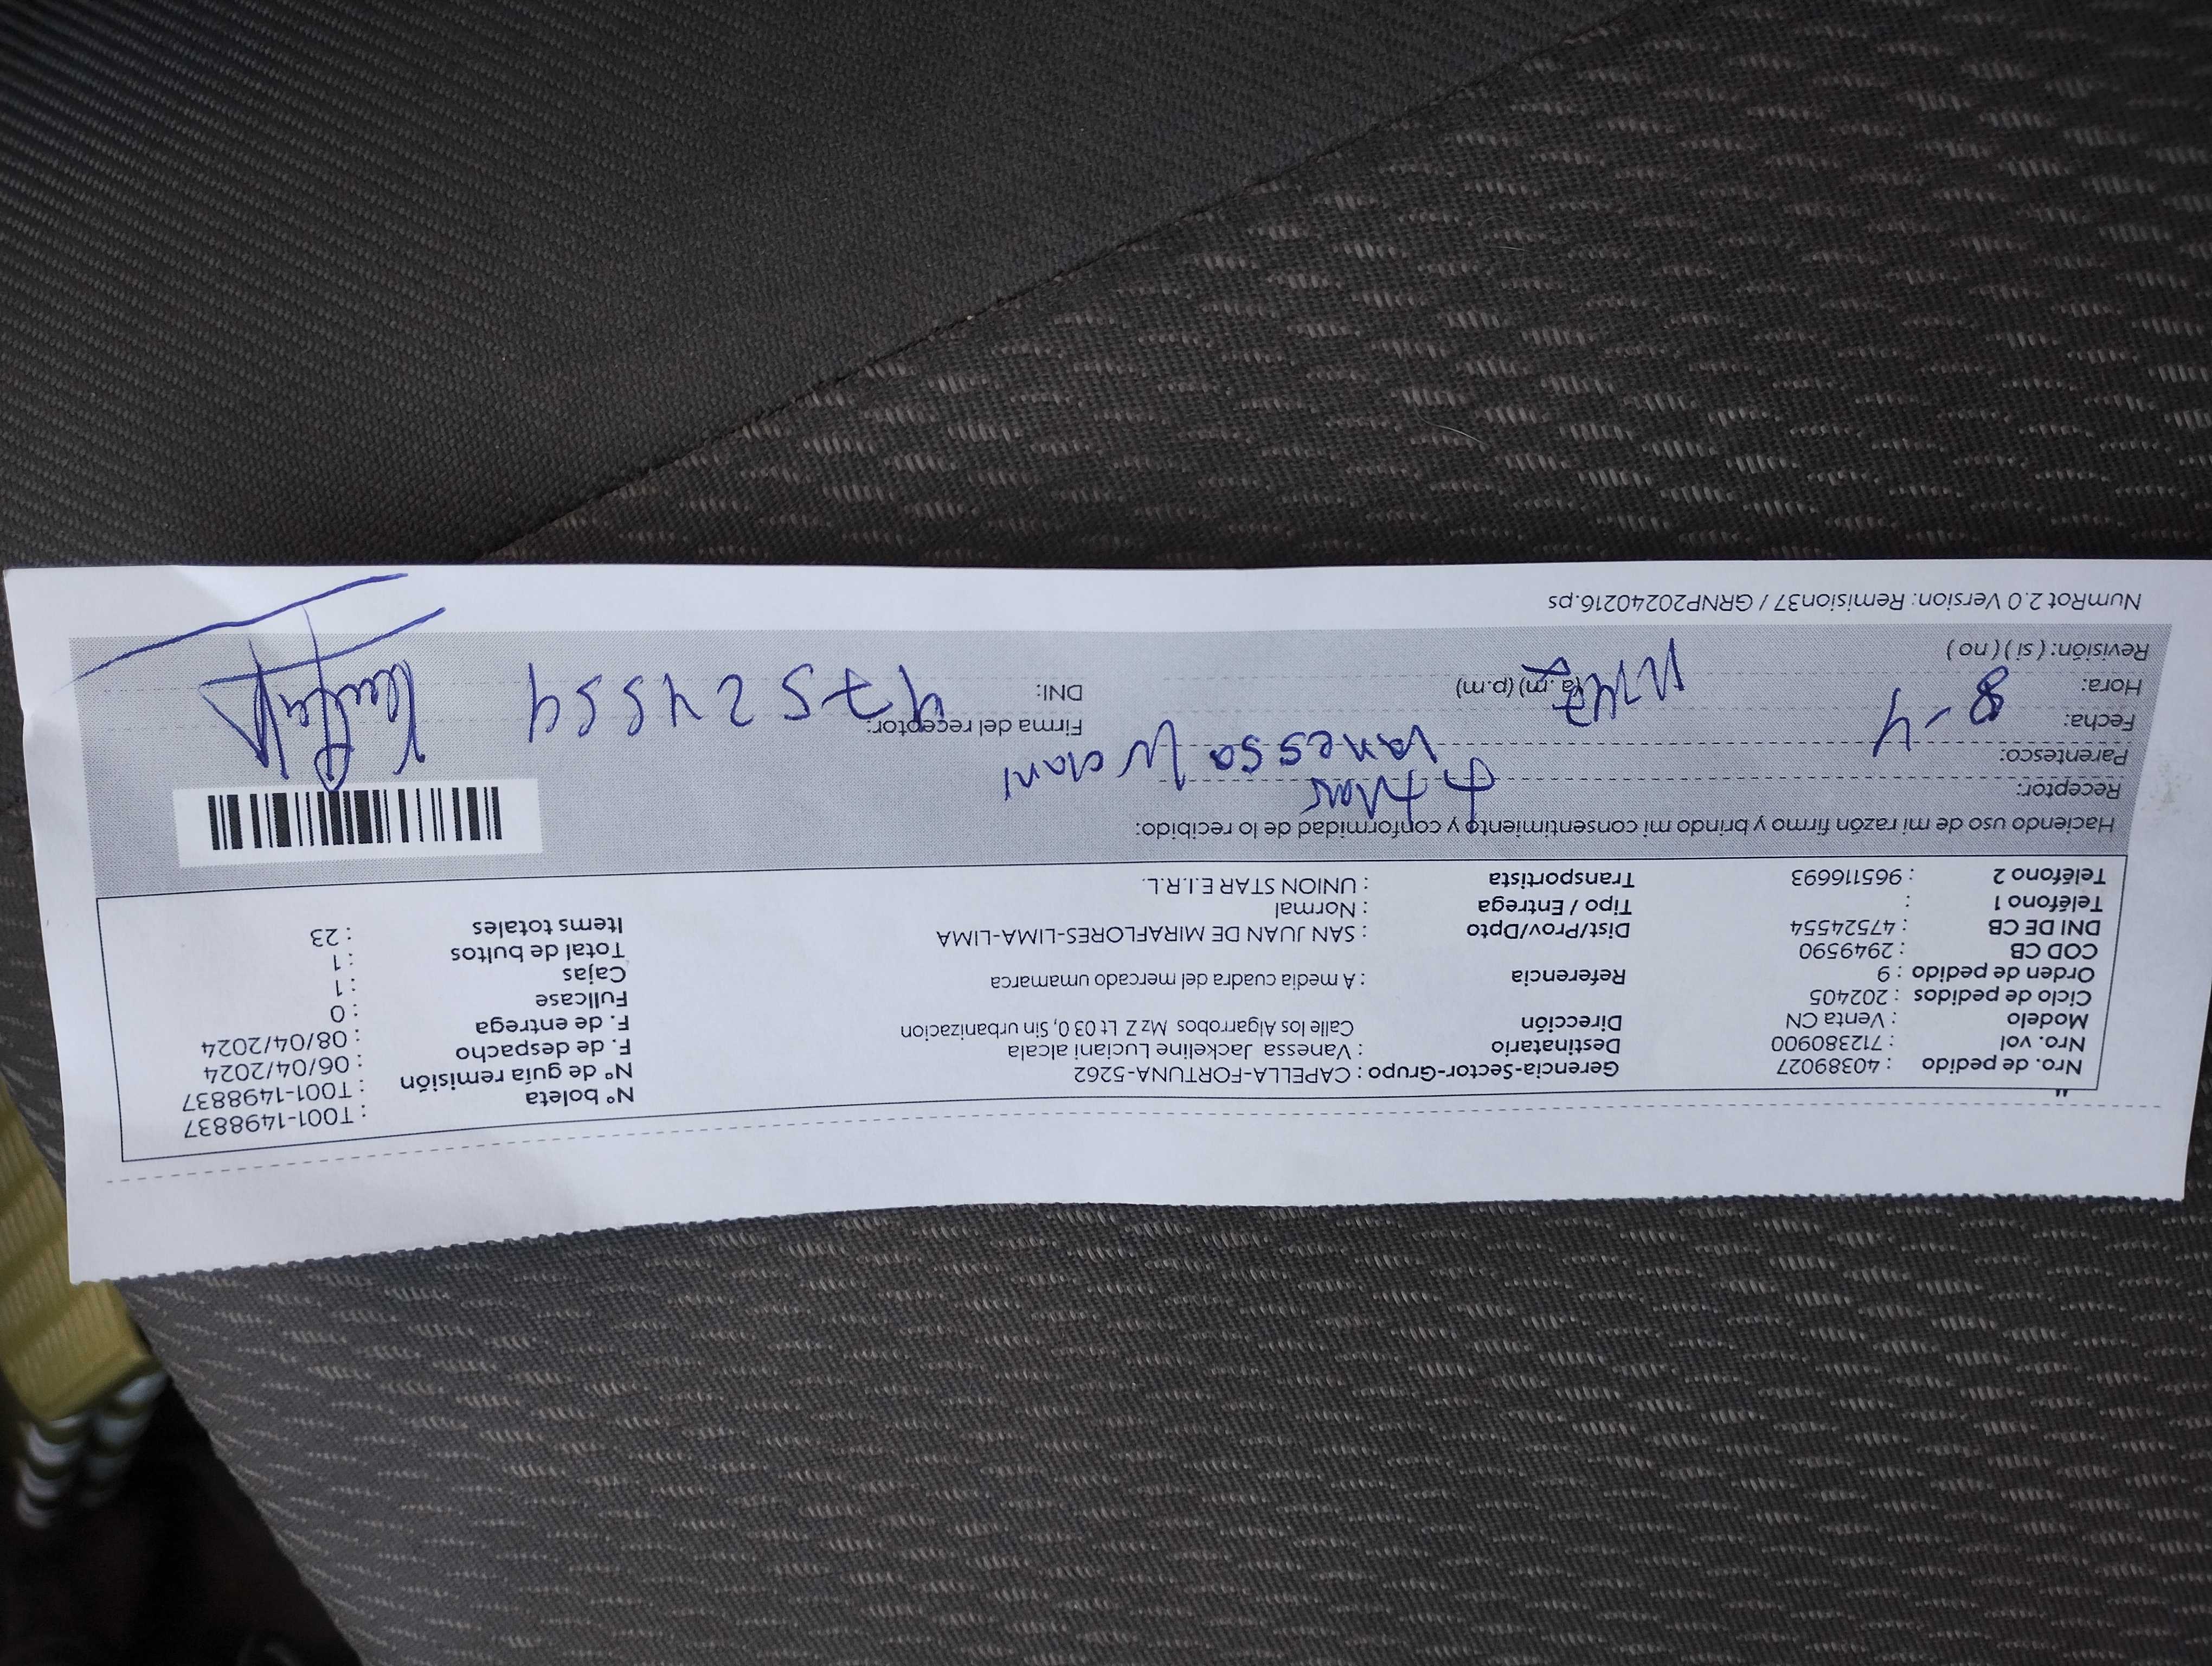 "
Nro. de pedido : 40389027 Gerencia-Sector-Grupo : CAPELLA-FORTUNA-5262 N° boleta : T001-1498837
Nro. vol : 712380900 Destinatario : Vanessa Jackeline Luciani alcala N° de guía remisión : T001-1498837
Modelo : Venta CN Dirección Calle los Algarrobos Mz Z Lt 03 0, Sin urbanizacion F. de despacho : 06/04/2024
Ciclo de pedidos : 202405 F. de entrega : 08/04/2024
Orden de pedido : 9 Referencia : A media cuadra del mercado umamarca Fullcase : 0
COD CB : 2949590 Cajas : 1
DNI DE CB : 47524554 Dist/Prov/Dpto : SAN JUAN DE MIRAFLORES-LIMA-LIMA Total de bultos : 1
Teléfono 1 : Tipo / Entrega : Normal Items totales : 23
Teléfono 2 : 965116693 Transportista : UNION STAR E.I.R.L.
Haciendo uso de mi razón firmo y brindo mi consentimiento y conformidad de lo recibido:
Receptor:
Parentesco: Vanessa Luciani
Fecha: 8-4 Firma del receptor:
Hora: (a.m) (p.m) DNI: 47524554
Revisión: ( si ) ( no )
NumRot 2.0 Version: Remision37 / GRNP20240216.ps